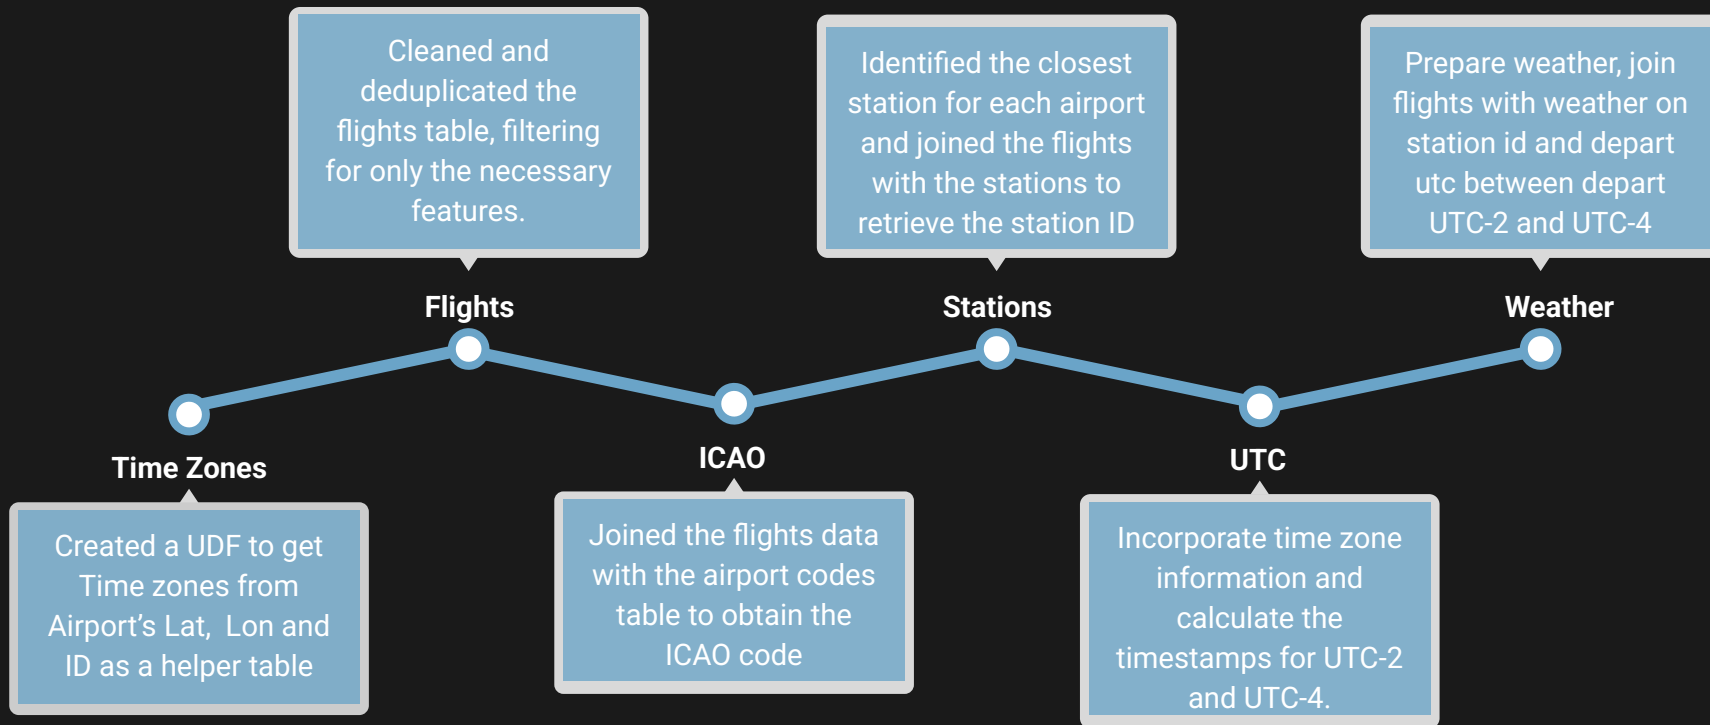 Cleaned and
deduplicated the
flights table, filtering
for only the necessary
features.
Flights
Identified the closest
station for each airport
and joined the flights
with the stations to
retrieve the station ID
Stations
Prepare weather, join
flights with weather on
station id and depart
utc between depart
UTC-2 and UTC-4
Weather
Time Zones
Created a UDF to get
Time zones from
Airport’s Lat,  Lon and
ID as a helper table
ICAO
Joined the flights data
with the airport codes
table to obtain the
ICAO code
UTC
Incorporate time zone
information and
calculate the
timestamps for UTC-2
and UTC-4.